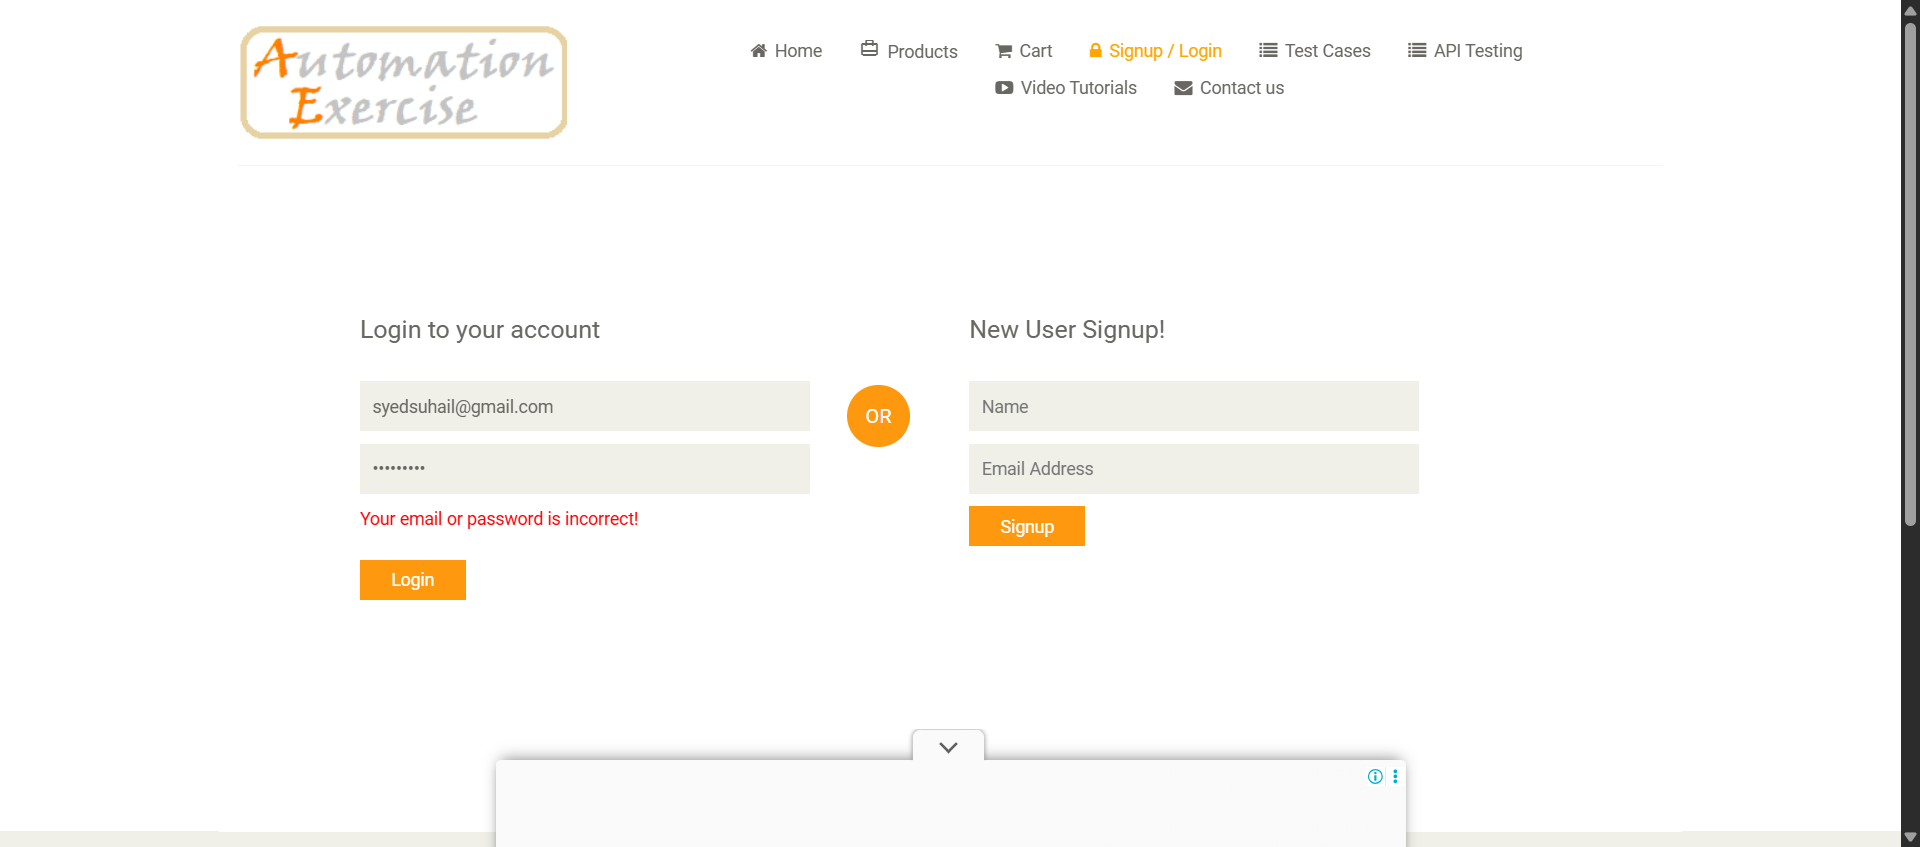 Automation
Exercise
Home Products Cart Signup / Login Test Cases API Testing
Video Tutorials Contact us
Login to your account
syedsuhail@gmail.com
•••••••••
Your email or password is incorrect!
Login
OR
New User Signup!
Name
Email Address
Signup